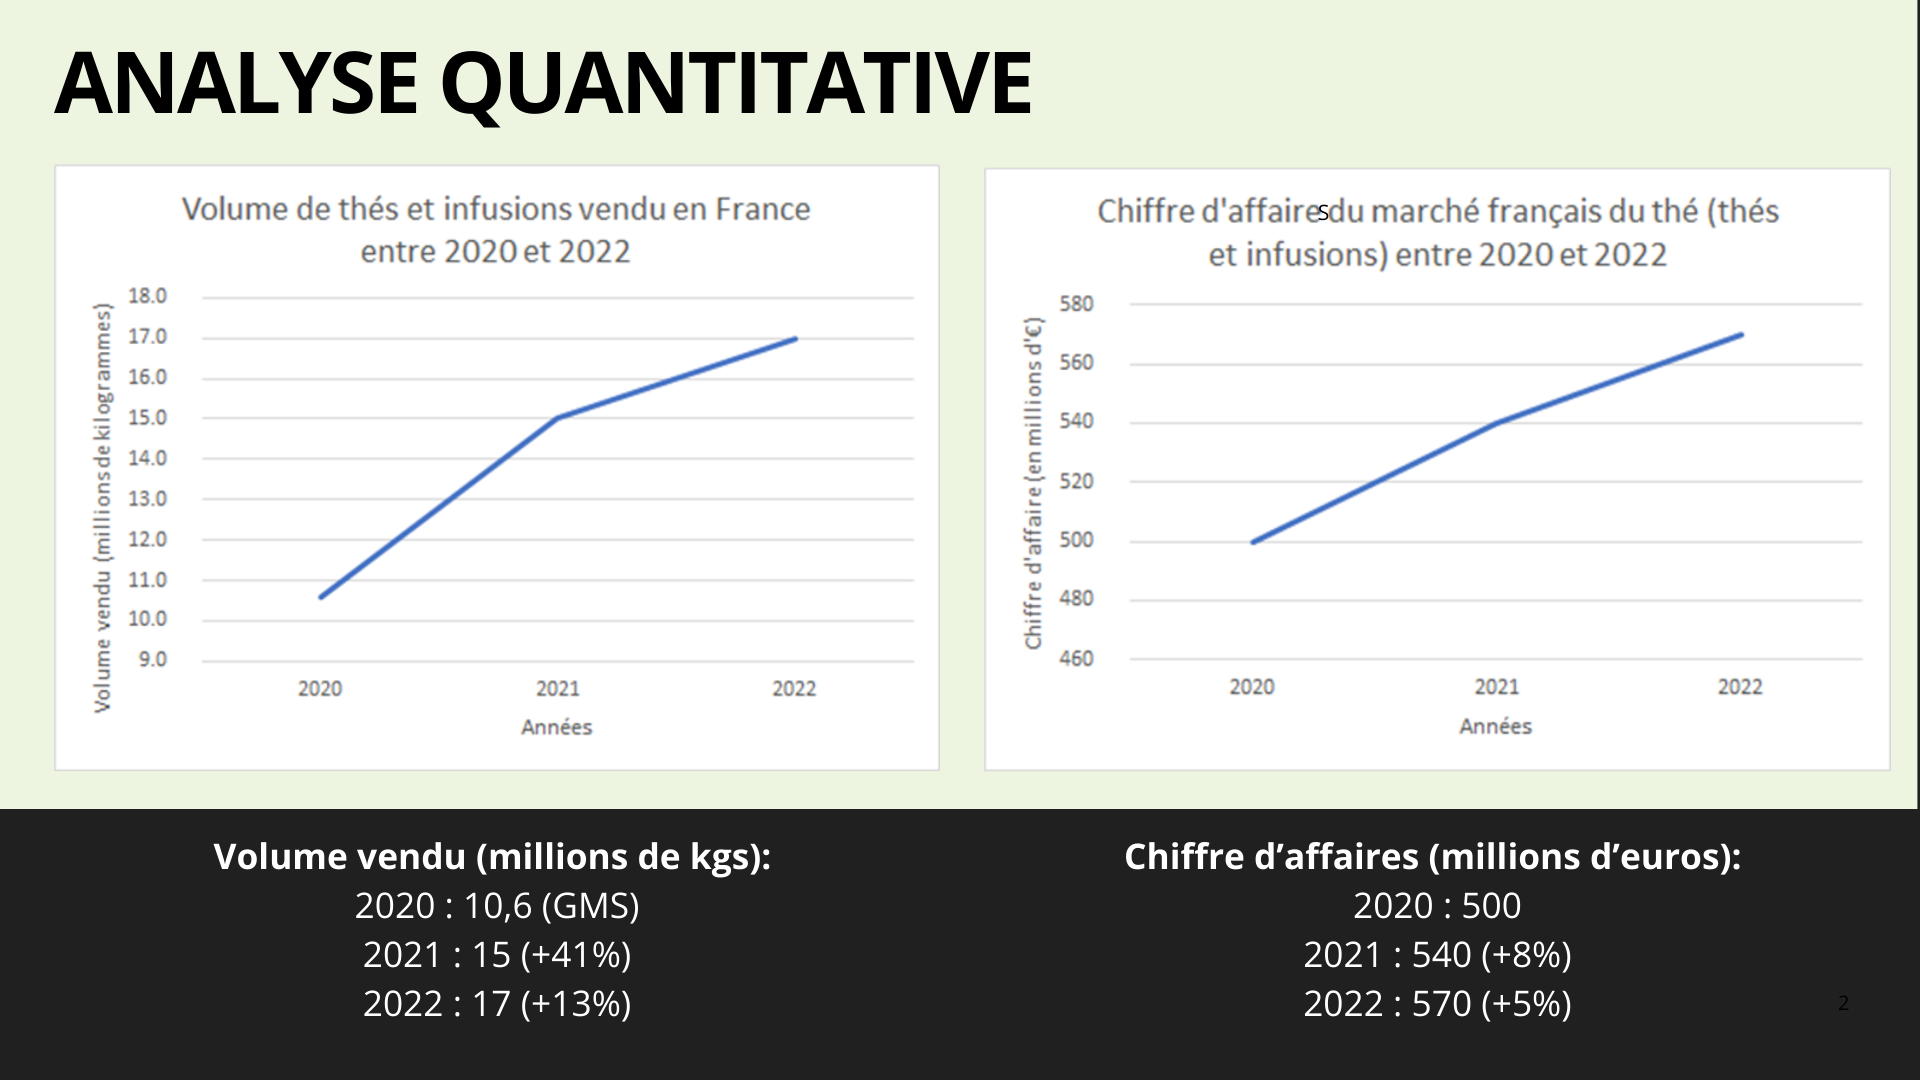 ANALYSE QUANTITATIVE
Volume de thés et infusions vendu en France
entre 2020 et 2022
Volume vendu (millions de kilogrammes)
18.0
17.0
16.0
15.0
14.0
13.0
12.0
11.0
10.0
9.0
2020 2021 2022
Années
Chiffre d'affaires du marché français du thé (thés
et infusions) entre 2020 et 2022
Chiffre d'affaire (en millions d'€)
580
560
540
520
500
480
460
2020 2021 2022
Années
Volume vendu (millions de kgs):
2020 : 10,6 (GMS)
2021 : 15 (+41%)
2022 : 17 (+13%)
Chiffre d’affaires (millions d’euros):
2020 : 500
2021 : 540 (+8%)
2022 : 570 (+5%)
2